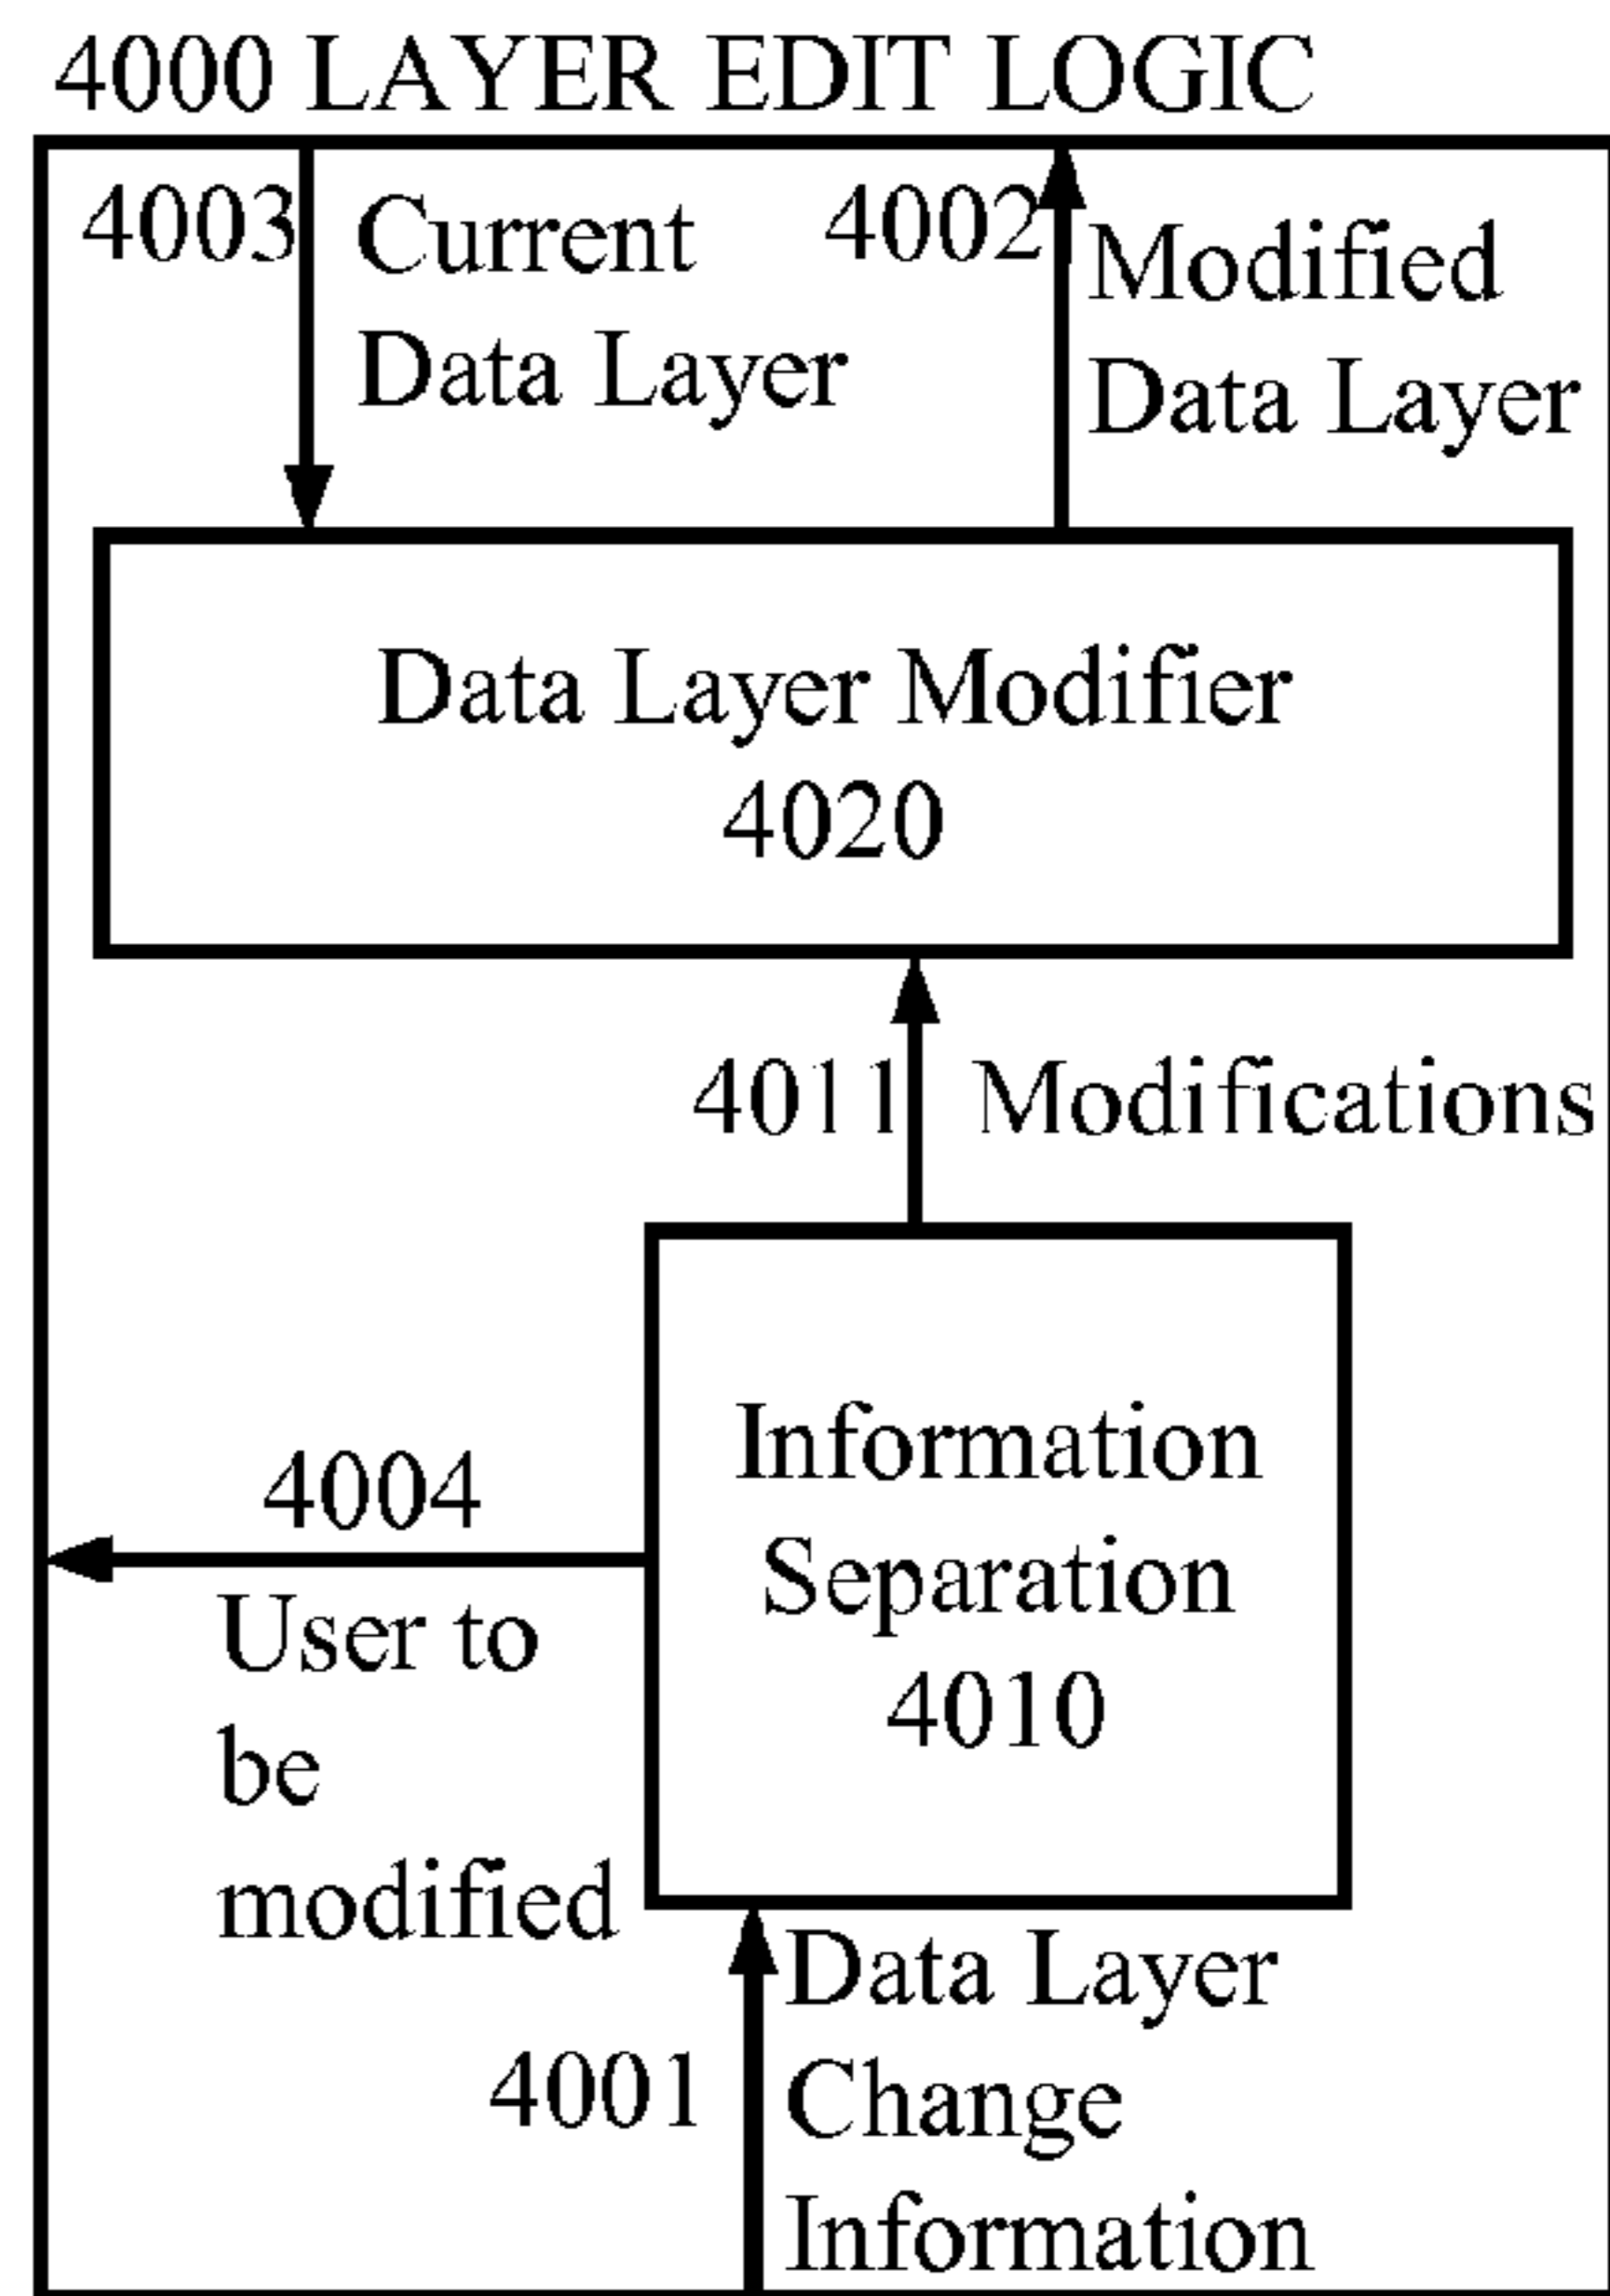 4000 LAYER EDIT LOGIC
4003
Current
Data Layer
4002
Modified
Data Layer
Data Layer Modifier
4020
4011
Modifications
Information
Separation
4010
4004
User to
be
modified
4001
Data Layer
Change
Information